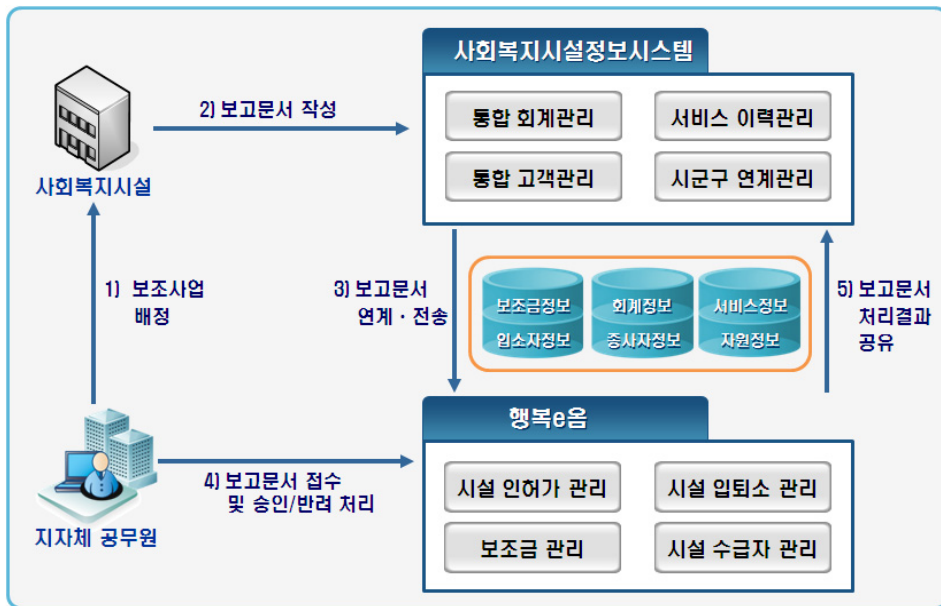 사회복지시설정보시스템
통합 회계관리
서비스 이력관리
통합 고객관리
시군구 연계관리
2) 보고문서 작성
사회복지시설
1) 보조사업
배정
3) 보고문서
연계 · 전송
보조금정보
입소자정보
회계정보
종사자정보
서비스정보
자원정보
5) 보고문서
처리결과
공유
행복e음
시설 인허가 관리
시설 입퇴소 관리
보조금 관리
시설 수급자 관리
4) 보고문서 접수
및 승인/반려 처리
지자체 공무원